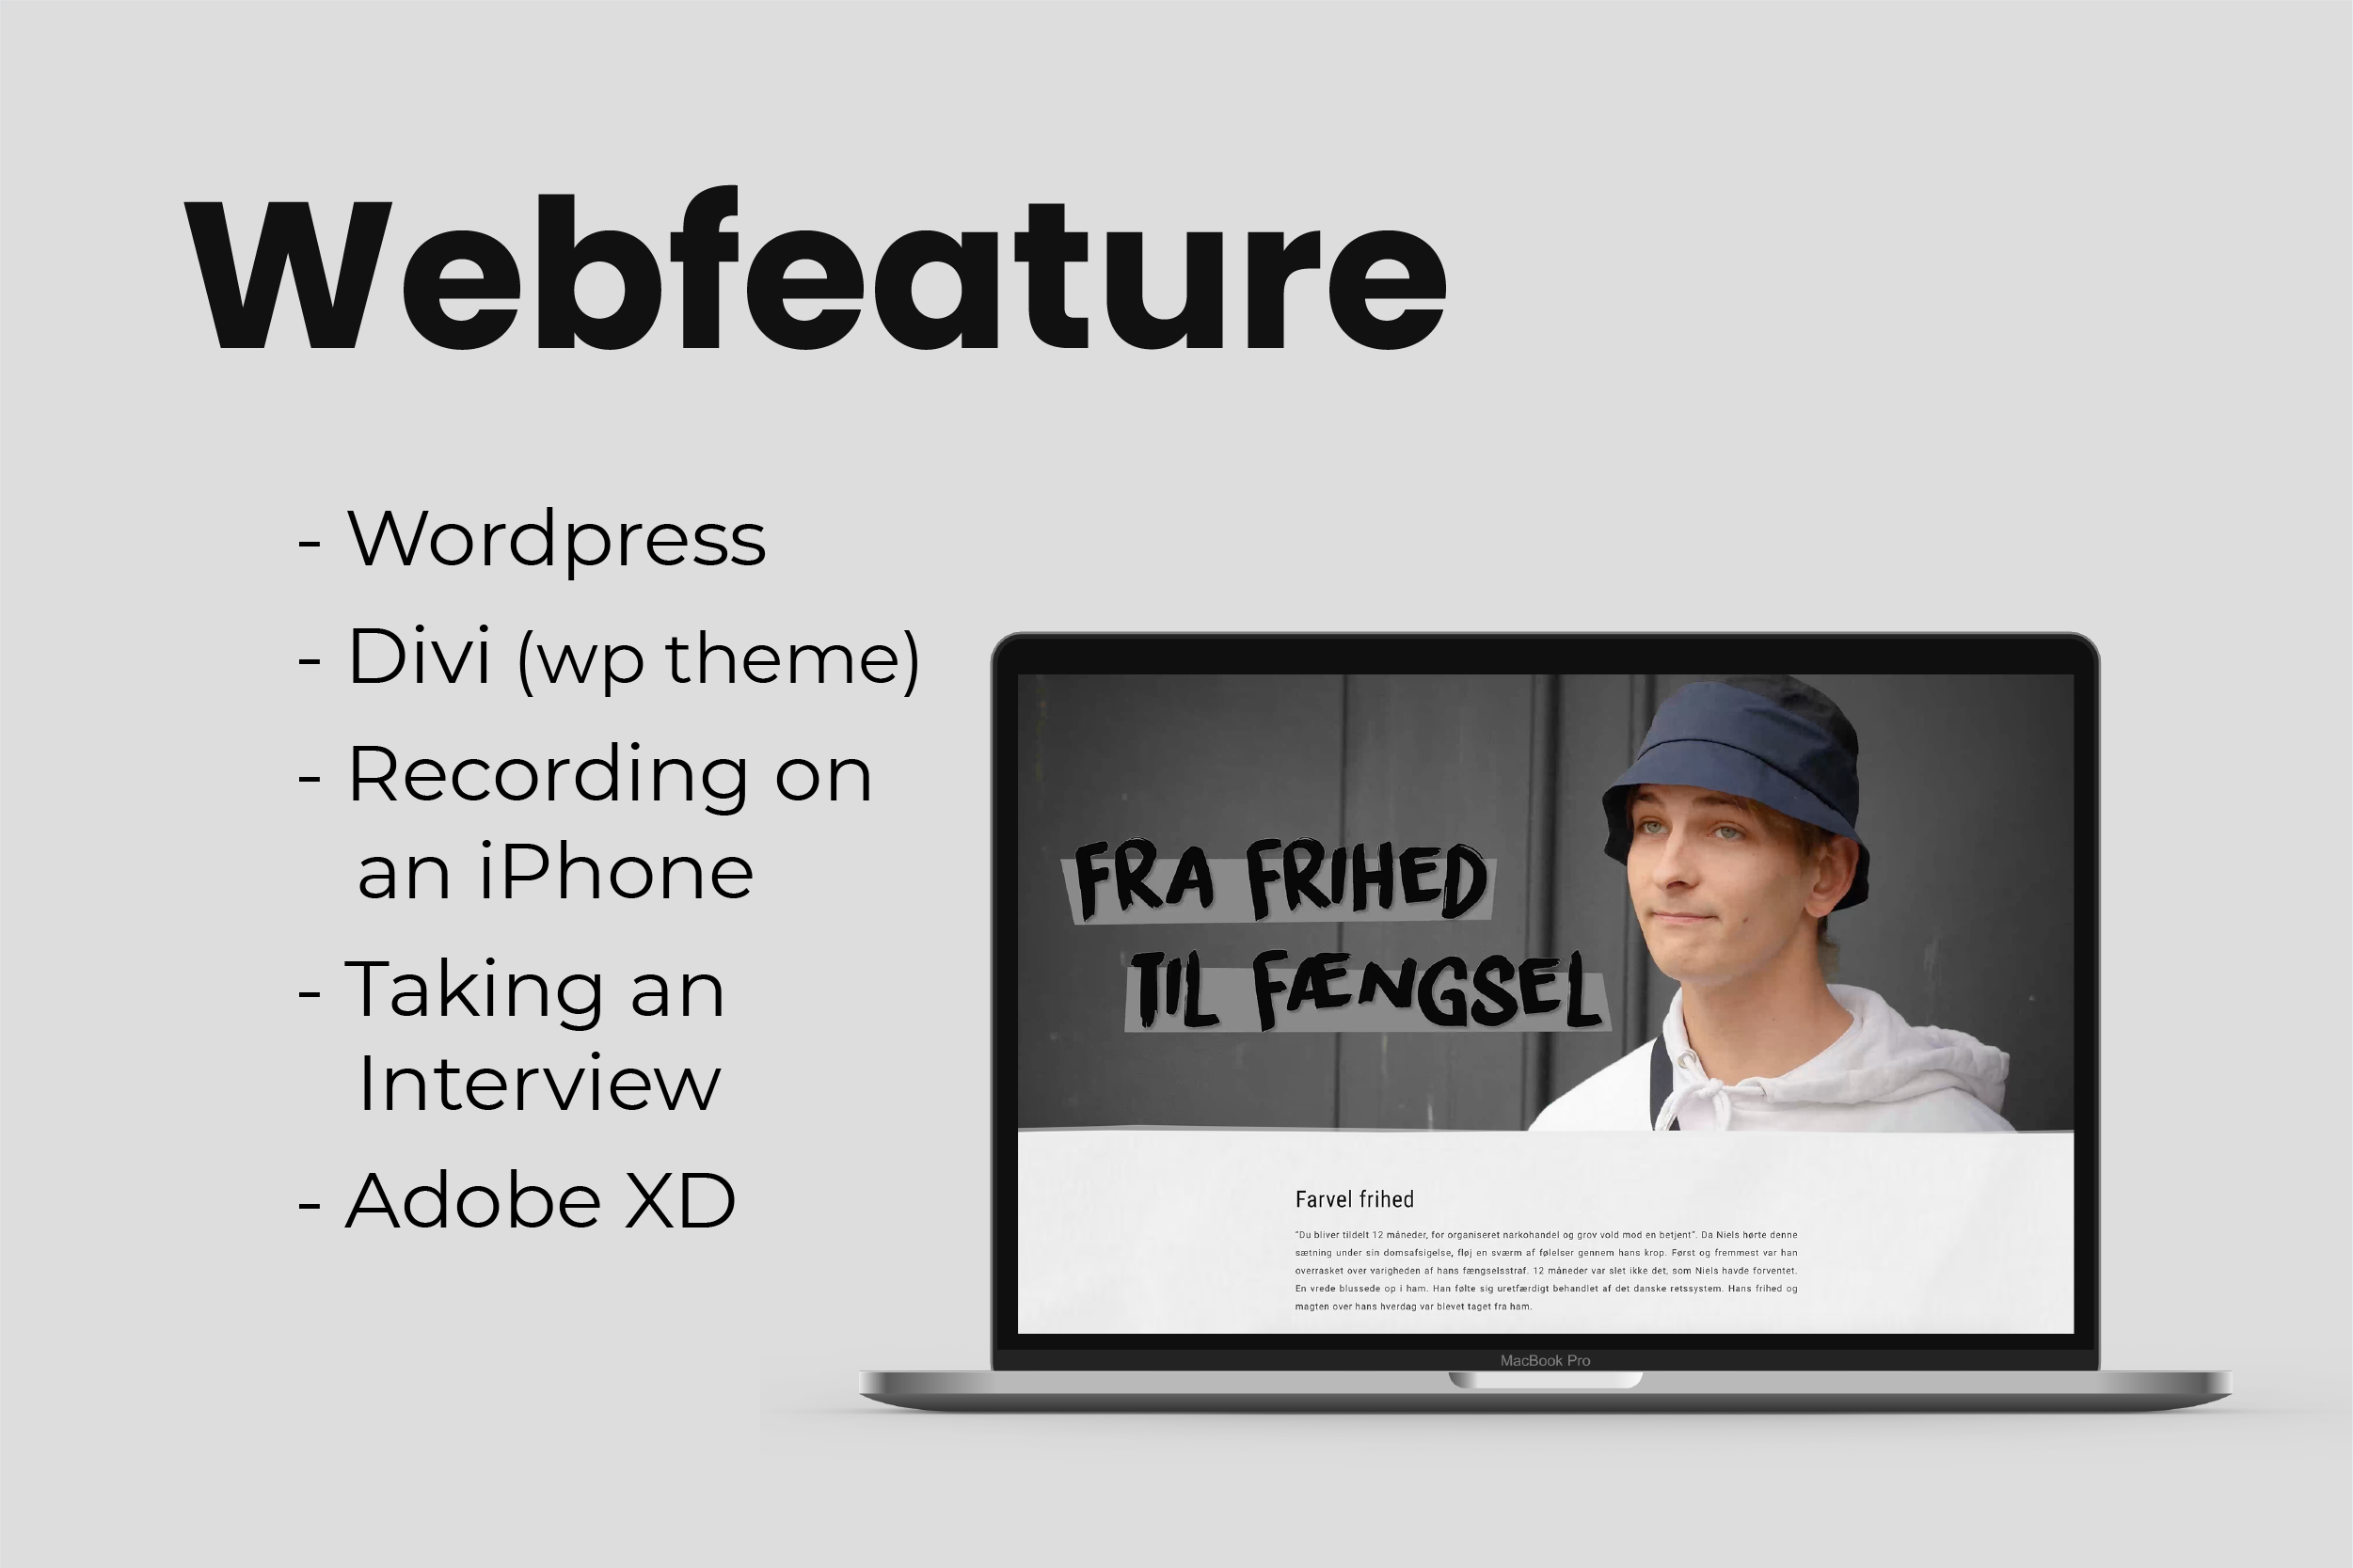 Webfeature
- Wordpress
- Divi (wp theme)
- Recording on
an iPhone
- Taking an
Interview
- Adobe XD
FRA FRIHED
TIL FÆNGSEL
Farvel frihed
"Du bliver tildelt 12 måneder, for organiseret narkohandel og grov vold mod en betjent". Da Niels hørte denne
sætning under sin domsafsigelse, fløj en sværm af følelser gennem hans krop. Først og fremmest var han
overrasket over varigheden af hans fængselsstraf. 12 måneder var slet ikke det, som Niels havde forventet.
En vrede blussede op i ham. Han følte sig uretfærdigt behandlet af det danske retssystem. Hans frihed og
magten over hans hverdag var blevet taget fra ham.
MacBook Pro